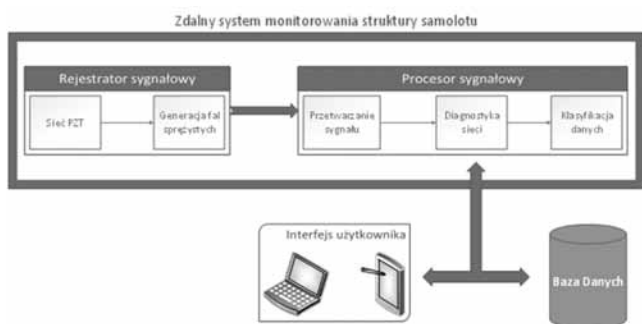 Zdalny system monitorowania struktury samolotu
Rejestrator sygnałowy
Procesor sygnałowy
Sieć PZT
Generacja fal
sprężystych
Przetwarzanie
sygnału
Diagnostyka
sieci
Klasyfikacja
danych
Interfejs użytkownika
Baza Danych